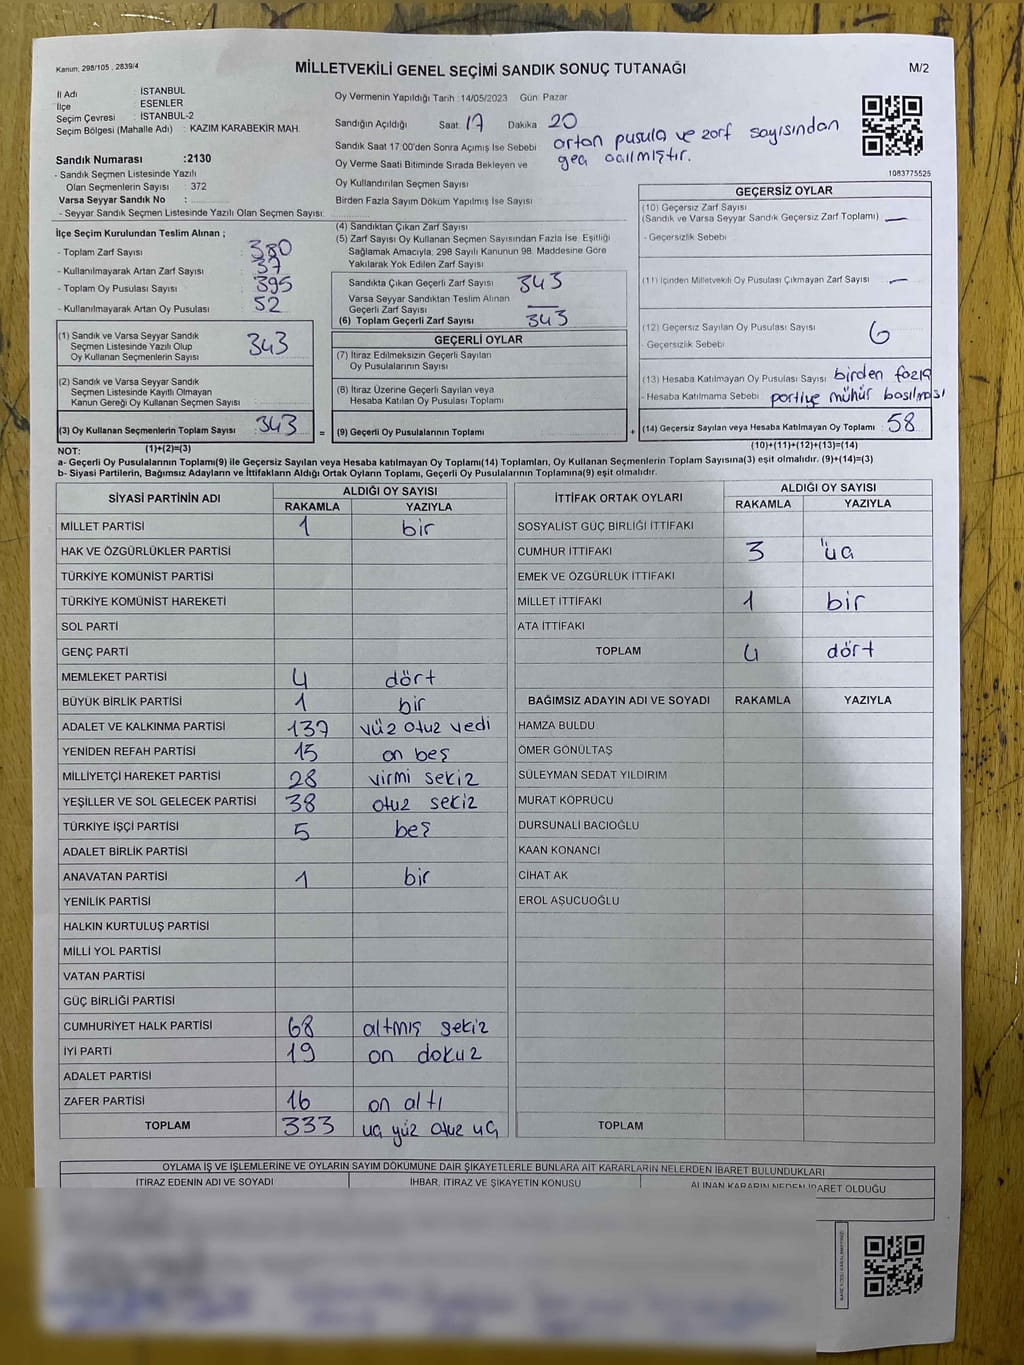 Kanun, 298/105 , 2839/4
MİLLETVEKİLİ GENEL SEÇİMİ SANDIK SONUÇ TUTANAĞI
M/2
İl Adı : İSTANBUL
İlçe : ESENLER
Seçim Çevresi : İSTANBUL-2
Seçim Bölgesi (Mahalle Adı) : KAZIM KARABEKİR MAH.
Sandık Numarası :2130
- Sandık Seçmen Listesinde Yazılı
Olan Seçmenlerin Sayısı : 372
Varsa Seyyar Sandık No :
- Seyyar Sandık Seçmen Listesinde Yazılı Olan Seçmen Sayısı:
Oy Vermenin Yapıldığı Tarih :14/05/2023 Gün: Pazar
Sandığın Açıldığı Saat: 17 Dakika 20
Sandık Saat 17:00'den Sonra Açımış İse Sebebi ortan pusula ve zarf sayısından
geç acılmıştır.
Oy Verme Saati Bitiminde Sırada Bekleyen ve
Oy Kullandırılan Seçmen Sayısı
Birden Fazla Sayım Döküm Yapılmış İse Sayısı
1083775525
İlçe Seçim Kurulundan Teslim Alınan ;
- Toplam Zarf Sayısı : 380
- Kullanılmayarak Artan Zarf Sayısı : 37
- Toplam Oy Pusulası Sayısı : 395
- Kullanılmayarak Artan Oy Pusulası : 52
(1) Sandık ve Varsa Seyyar Sandık
Seçmen Listesinde Yazılı Olup
Oy Kullanan Seçmenlerin Sayısı 343
(2) Sandık ve Varsa Seyyar Sandık
Seçmen Listesinde Kayıtlı Olmayan
Kanun Gereği Oy Kullanan Seçmen Sayısı
(3) Oy Kullanan Seçmenlerin Toplam Sayısı 343 =
(4) Sandıktan Çıkan Zarf Sayısı
(5) Zarf Sayısı Oy Kullanan Seçmen Sayısından Fazla İse, Eşitliği
Sağlamak Amacıyla, 298 Sayılı Kanunun 98. Maddesine Göre
Yakılarak Yok Edilen Zarf Sayısı
Sandıkta Çıkan Geçerli Zarf Sayısı 343
Varsa Seyyar Sandıktan Teslim Alınan
Geçerli Zarf Sayısı —
(6) Toplam Geçerli Zarf Sayısı 343
GEÇERLİ OYLAR
(7) İtiraz Edilmeksizin Geçerli Sayılan
Oy Pusulalarının Sayısı
(8) İtiraz Üzerine Geçerli Sayılan veya
Hesaba Katılan Oy Pusulası Toplamı
(9) Geçerli Oy Pusulalarının Toplamı +
GEÇERSİZ OYLAR
(10) Geçersiz Zarf Sayısı
(Sandık ve Varsa Seyyar Sandık Geçersiz Zarf Toplamı) —
- Geçersizlik Sebebi
(11) İçinden Milletvekili Oy Pusulası Çıkmayan Zarf Sayısı —
(12) Geçersiz Sayılan Oy Pusulası Sayısı 6
- Geçersizlik Sebebi
(13) Hesaba Katılmayan Oy Pusulası Sayısı birden fazla
- Hesaba Katılmama Sebebi partiye mühür basılması
(14) Geçersiz Sayılan veya Hesaba Katılmayan Oy Toplamı : 58
NOT: (1)+(2)=(3) (10)+(11)+(12)+(13)=(14)
a- Geçerli Oy Pusulalarının Toplamı(9) ile Geçersiz Sayılan veya Hesaba katılmayan Oy Toplamı(14) Toplamları, Oy Kullanan Seçmenlerin Toplam Sayısına(3) eşit olmalıdır. (9)+(14)=(3)
b- Siyasi Partilerin, Bağımsız Adayların ve İttifakların Aldığı Ortak Oyların Toplamı, Geçerli Oy Pusulalarının Toplamına(9) eşit olmalıdır.
SİYASİ PARTİNİN ADI ALDIĞI OY SAYISI
RAKAMLA YAZIYLA
MİLLET PARTİSİ 1 bir
HAK VE ÖZGÜRLÜKLER PARTİSİ
TÜRKİYE KOMÜNİST PARTİSİ
TÜRKİYE KOMÜNİST HAREKETİ
SOL PARTİ
GENÇ PARTİ
MEMLEKET PARTİSİ 4 dört
BÜYÜK BİRLİK PARTİSİ 1 bir
ADALET VE KALKINMA PARTİSİ 137 yüz otuz yedi
YENİDEN REFAH PARTİSİ 15 on beş
MİLLİYETÇİ HAREKET PARTİSİ 28 yirmi sekiz
YEŞİLLER VE SOL GELECEK PARTİSİ 38 otuz sekiz
TÜRKİYE İŞÇİ PARTİSİ 5 beş
ADALET BİRLİK PARTİSİ
ANAVATAN PARTİSİ 1 bir
YENİLİK PARTİSİ
HALKIN KURTULUŞ PARTİSİ
MİLLİ YOL PARTİSİ
VATAN PARTİSİ
GÜÇ BİRLİĞİ PARTİSİ
CUMHURİYET HALK PARTİSİ 68 altmış sekiz
İYİ PARTİ 19 on dokuz
ADALET PARTİSİ
ZAFER PARTİSİ 16 on altı
TOPLAM 333 üç yüz otuz üç
İTTİFAK ORTAK OYLARI ALDIĞI OY SAYISI
RAKAMLA YAZIYLA
SOSYALİST GÜÇ BİRLİĞİ İTTİFAKI
CUMHUR İTTİFAKI 3 üç
EMEK VE ÖZGÜRLÜK İTTİFAKI
MİLLET İTTİFAKI 1 bir
ATA İTTİFAKI
TOPLAM 4 dört
BAĞIMSIZ ADAYIN ADI VE SOYADI RAKAMLA YAZIYLA
HAMZA BULDU
ÖMER GÖNÜLTAŞ
SÜLEYMAN SEDAT YILDIRIM
MURAT KÖPRÜCÜ
DURSUNALİ BACIOĞLU
KAAN KONANCI
CİHAT AK
EROL AŞUCUOĞLU
TOPLAM
OYLAMA İŞ VE İŞLEMLERİNE VE OYLARIN SAYIM DÖKÜMÜNE DAİR ŞİKAYETLERLE BUNLARA AİT KARARLARIN NELERDEN İBARET BULUNDUKLARI
İTİRAZ EDENİN ADI VE SOYADI İHBAR, İTİRAZ VE ŞİKAYETİN KONUSU ALINAN KARARIN NEDEN İBARET OLDUĞU